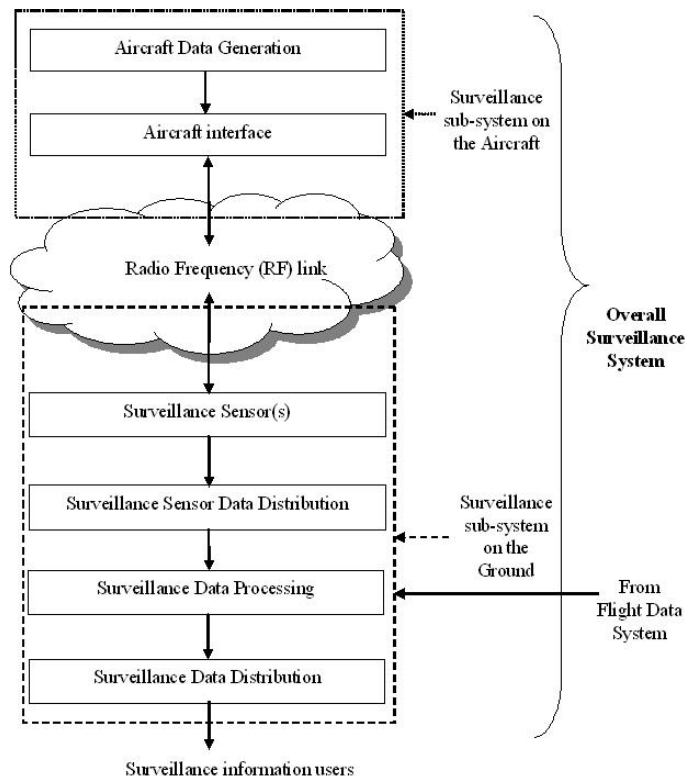 Aircraft Data Generation
Aircraft interface
Surveillance
sub-system on
the Aircraft
Radio Frequency (RF) link
Overall
Surveillance
System
Surveillance Sensor(s)
Surveillance Sensor Data Distribution
Surveillance
sub-system
on the
Ground
Surveillance Data Processing
From
Flight Data
System
Surveillance Data Distribution
Surveillance information users